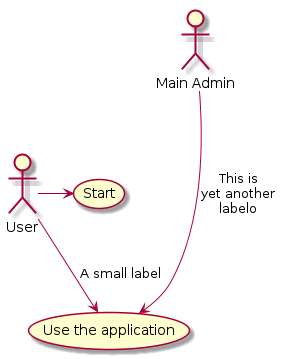 Main Admin
This is
yet another
labelo
Start
User
A small label
Use the application